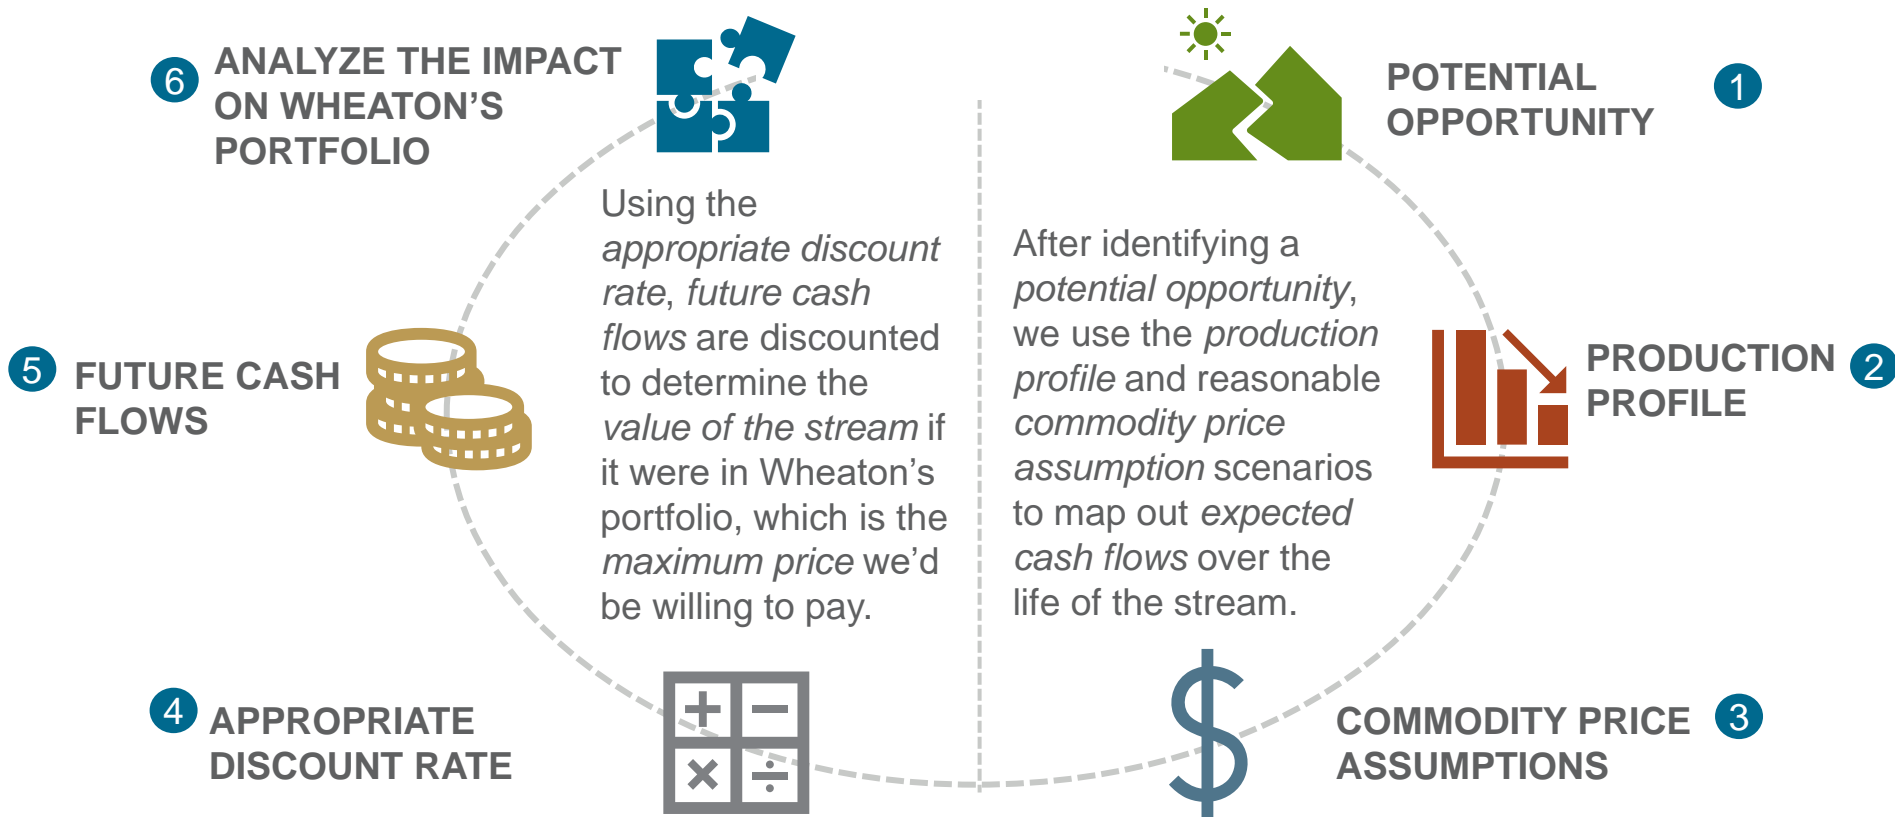 1
POTENTIAL
OPPORTUNITY
2
PRODUCTION
PROFILE
3
COMMODITY PRICE
ASSUMPTIONS
4
APPROPRIATE
DISCOUNT RATE
5
FUTURE CASH
FLOWS
6
ANALYZE THE IMPACT
ON WHEATON’S
PORTFOLIO
After identifying a
potential opportunity,
we use the production
profile and reasonable
commodity price
assumption scenarios
to map out expected
cash flows over the
life of the stream.
Using the
appropriate discount
rate, future cash
flows are discounted
to determine the
value of the stream if
it were in Wheaton’s
portfolio, which is the
maximum price we’d
be willing to pay.